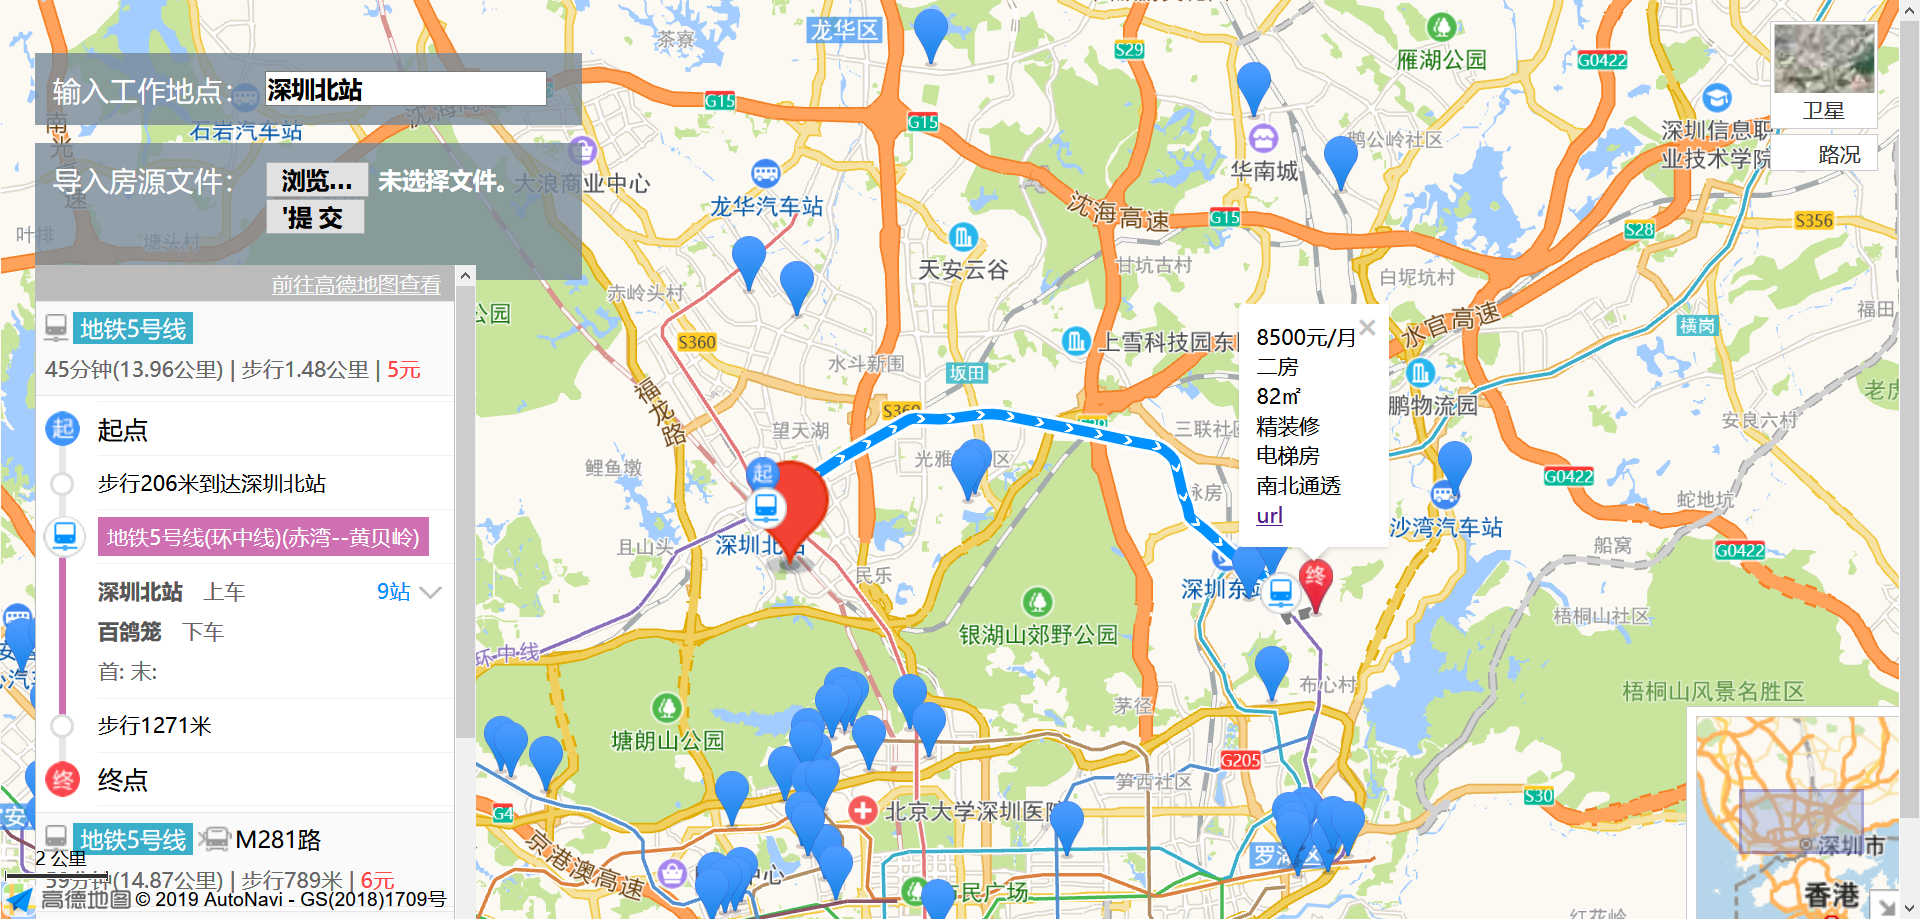 输入工作地点：
深圳北站
导入房源文件：
浏览...
未选择文件。
'提 交
前往高德地图查看
地铁5号线
45分钟(13.96公里) | 步行1.48公里 | 5元
起
起点
步行206米到达深圳北站
地铁5号线(环中线)(赤湾--黄贝岭)
深圳北站 上车
9站
百鸽笼 下车
首: 末:
步行1271米
终
终点
地铁5号线
M281路
2 公里
59分钟(14.87公里) | 步行789米 | 6元
高德地图 © 2019 AutoNavi - GS(2018)1709号
茶寮
龙华区
S29
雁湖公园
G0422
卫星
路况
G15
G15
石岩汽车站
大浪商业中心
龙华汽车站
鹅公岭社区
华南城
深圳信息职
业技术学院
沈海高速
G15
S28
S356
叶排
塘头村
天安云谷
甘坑古村
白坭坑村
赤岭头村
公园
福田
水官高速
横岗
S360
上雪科技园东
水斗新围
坂田
8500元/月
二房
82㎡
精装修
电梯房
南北通透
url
鹏物流园
老虎
安良六村
福龙路
S360
望天湖
三联社区
鲤鱼墩
G0422
蛇地坑
沙湾汽车站
起
且山头
民乐
船窝
G0422
终
梧桐山社区
银湖山郊野公园
环中线
布心村
梧桐山风景名胜区
茅径
塘朗山公园
G205
笋西社区
S30
G4
北京大学深圳医院
京港澳高速
罗湖区
深圳市
香港
红花岭